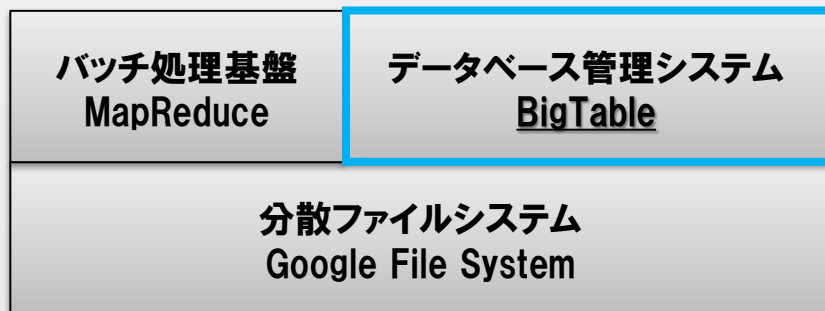 バッチ処理基盤
MapReduce
データベース管理システム
BigTable
分散ファイルシステム
Google File System